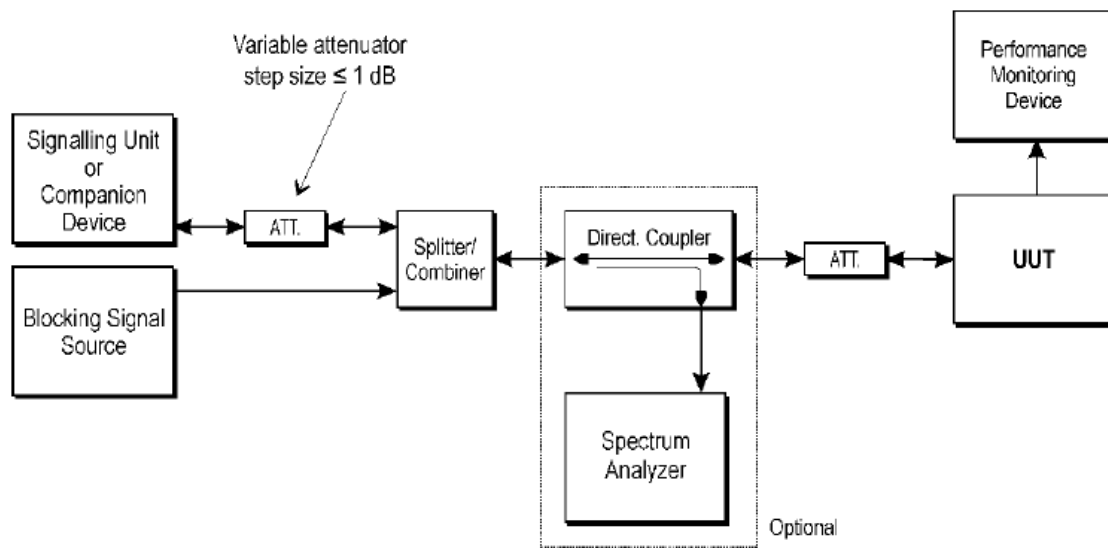 Variable attenuator
step size ≤ 1 dB
Performance
Monitoring
Device
Signalling Unit
or
Companion
Device
ATT.
Splitter/
Combiner
Direct. Coupler
ATT.
UUT
Blocking Signal
Source
Spectrum
Analyzer
Optional